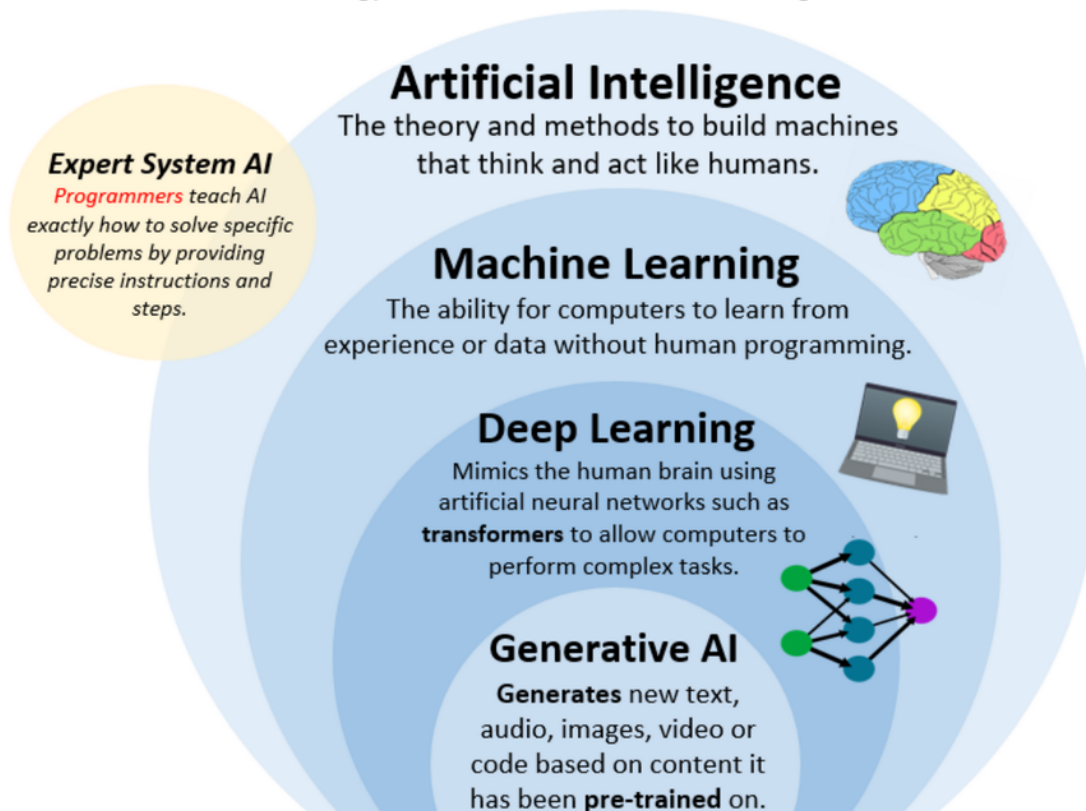 Artificial Intelligence
The theory and methods to build machines
that think and act like humans.
Expert System AI
Programmers teach AI
exactly how to solve specific
problems by providing
precise instructions and
steps.
Machine Learning
The ability for computers to learn from
experience or data without human programming.
Deep Learning
Mimics the human brain using
artificial neural networks such as
transformers to allow computers to
perform complex tasks.
Generative AI
Generates new text,
audio, images, video or
code based on content it
has been pre-trained on.